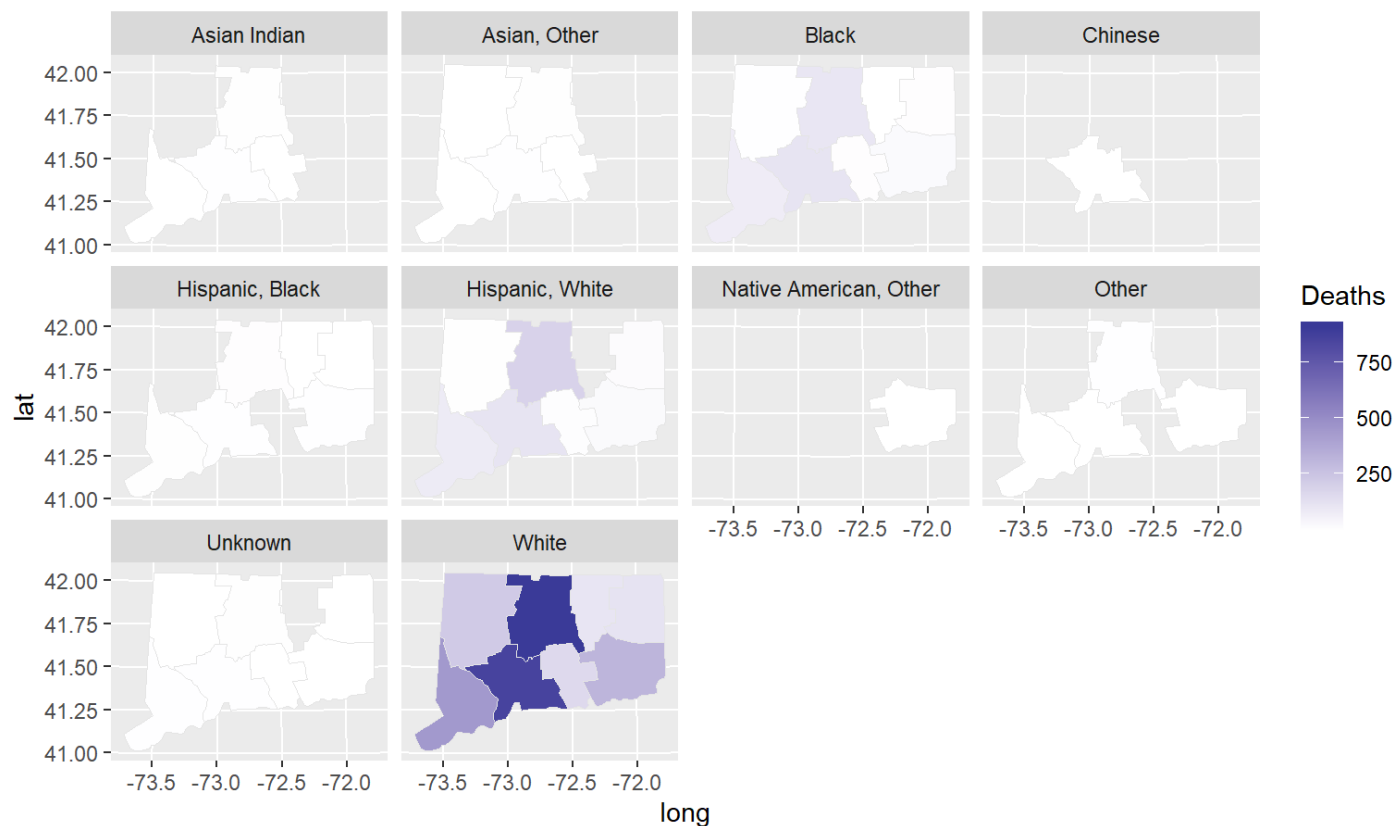 Asian Indian
Asian, Other
Black
Chinese
42.00
41.75
41.50
41.25
41.00
Hispanic, Black
Hispanic, White
Native American, Other
Other
42.00
41.75
41.50
41.25
41.00
-73.5 -73.0 -72.5 -72.0
-73.5 -73.0 -72.5 -72.0
Unknown
White
42.00
41.75
41.50
41.25
41.00
-73.5 -73.0 -72.5 -72.0
-73.5 -73.0 -72.5 -72.0
long
lat
Deaths
750
500
250